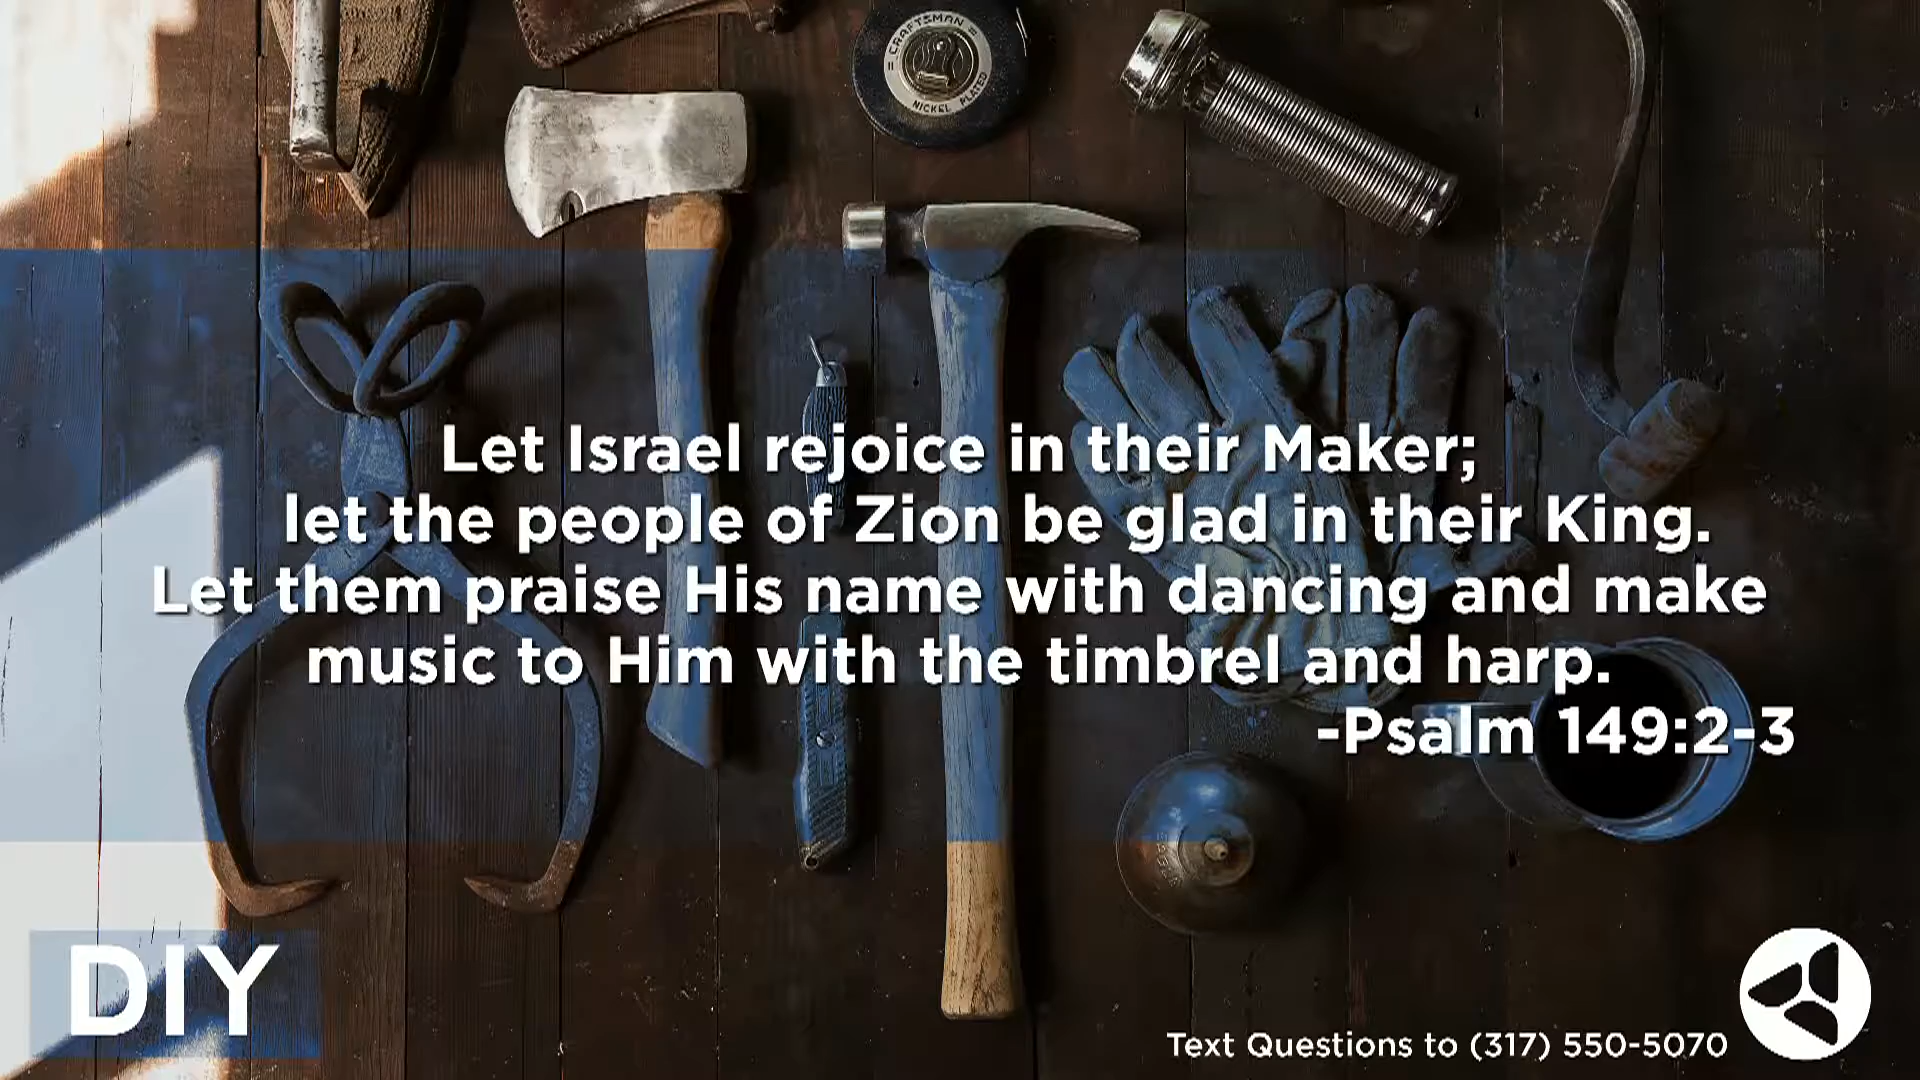 CRAFTSMAN
NICKEL PLATED
Let Israel rejoice in their Maker;
let the people of Zion be glad in their King.
Let them praise His name with dancing and make
music to Him with the timbrel and harp.
-Psalm 149:2-3
DIY
Text Questions to (317) 550-5070